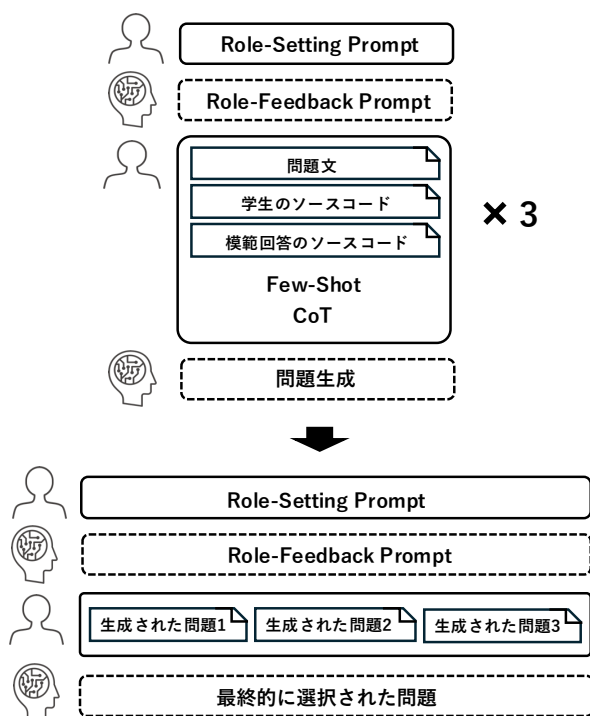 Role-Setting Prompt
Role-Feedback Prompt
問題文
学生のソースコード
模範回答のソースコード
× 3
Few-Shot
CoT
問題生成
Role-Setting Prompt
Role-Feedback Prompt
生成された問題1 生成された問題2 生成された問題3
最終的に選択された問題